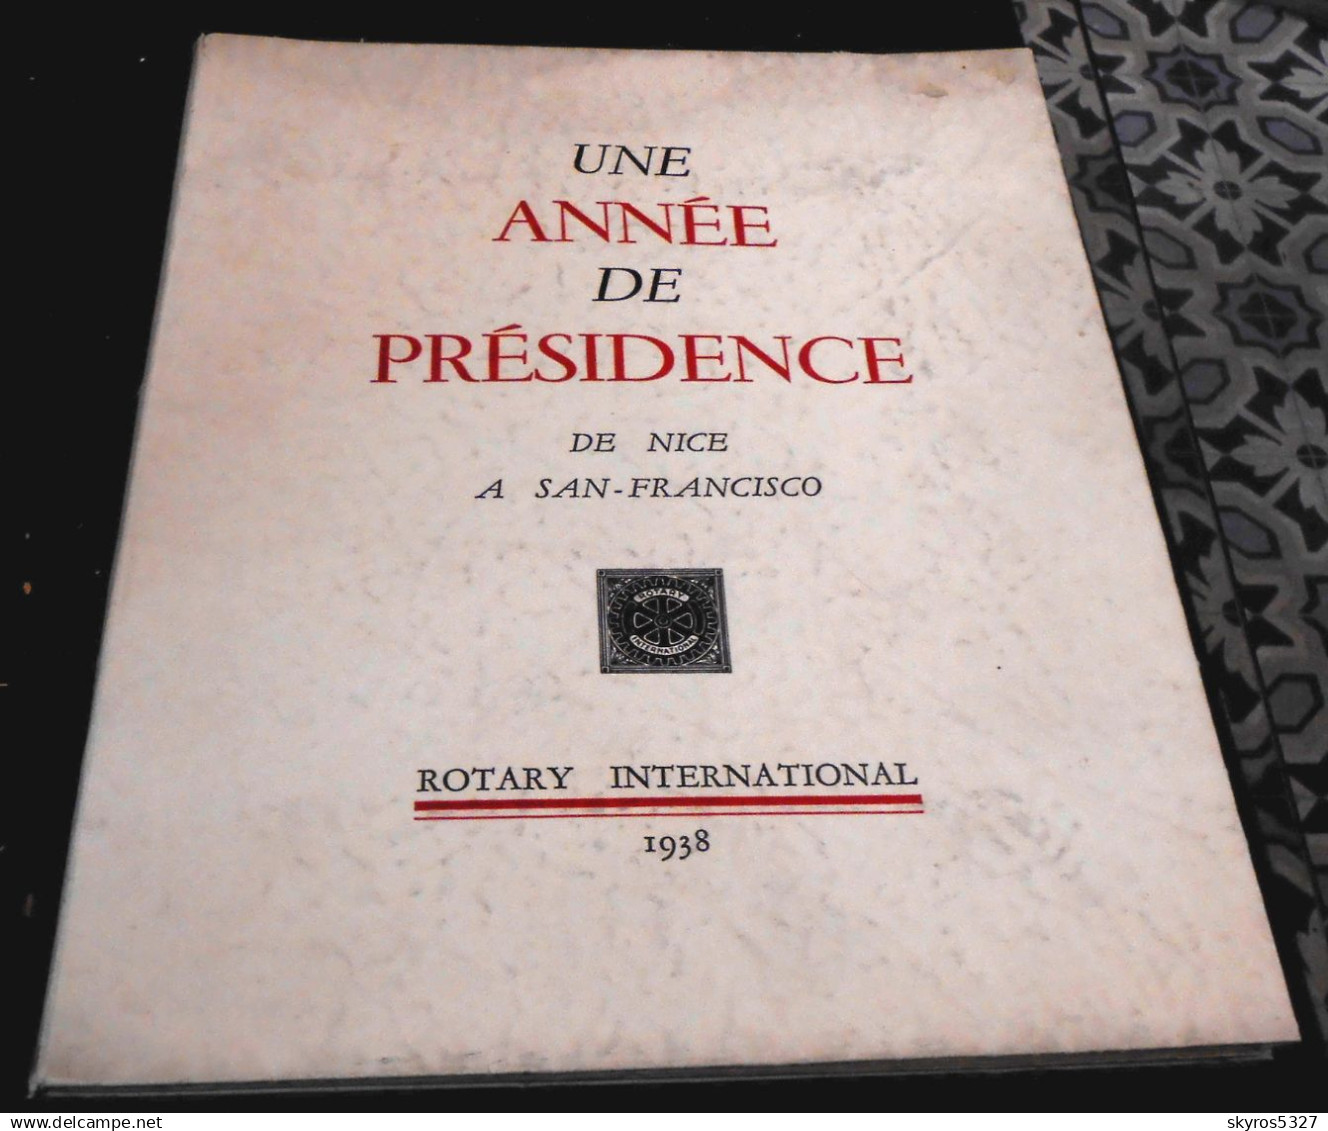 UNE
ANNÉE
DE
PRÉSIDENCE
DE NICE
A SAN-FRANCISCO
ROTARY
INTERNATIONAL
ROTARY INTERNATIONAL
1938
www.delcampe.net
skyros5327